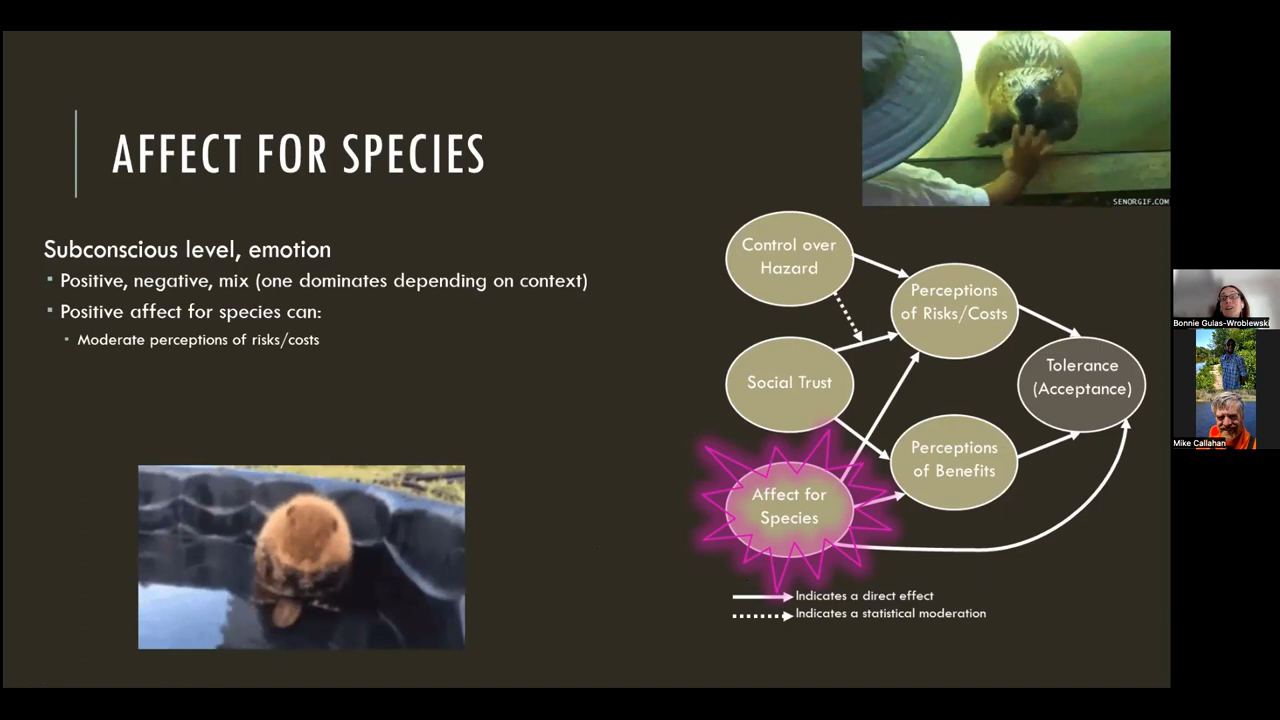 SENORGIF.COM
AFFECT FOR SPECIES
Subconscious level, emotion
Positive, negative, mix (one dominates depending on context)
Positive affect for species can:
Moderate perceptions of risks/costs
Control over
Hazard
Perceptions
of Risks/Costs
Social Trust
Tolerance
(Acceptance)
Perceptions
of Benefits
Affect for
Species
Indicates a direct effect
Indicates a statistical moderation
Bonnie Gulas-Wroblewski
Mike Callahan